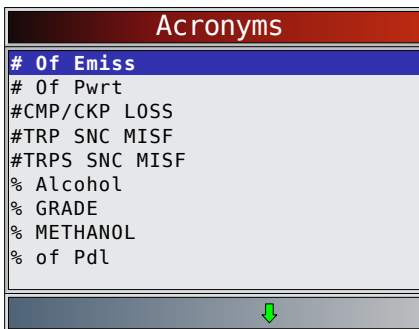 Acronyms
# Of Emiss
# Of Pwrt
#CMP/CKP LOSS
#TRP SNC MISF
#TRPS SNC MISF
% Alcohol
% GRADE
% METHANOL
% of Pdl